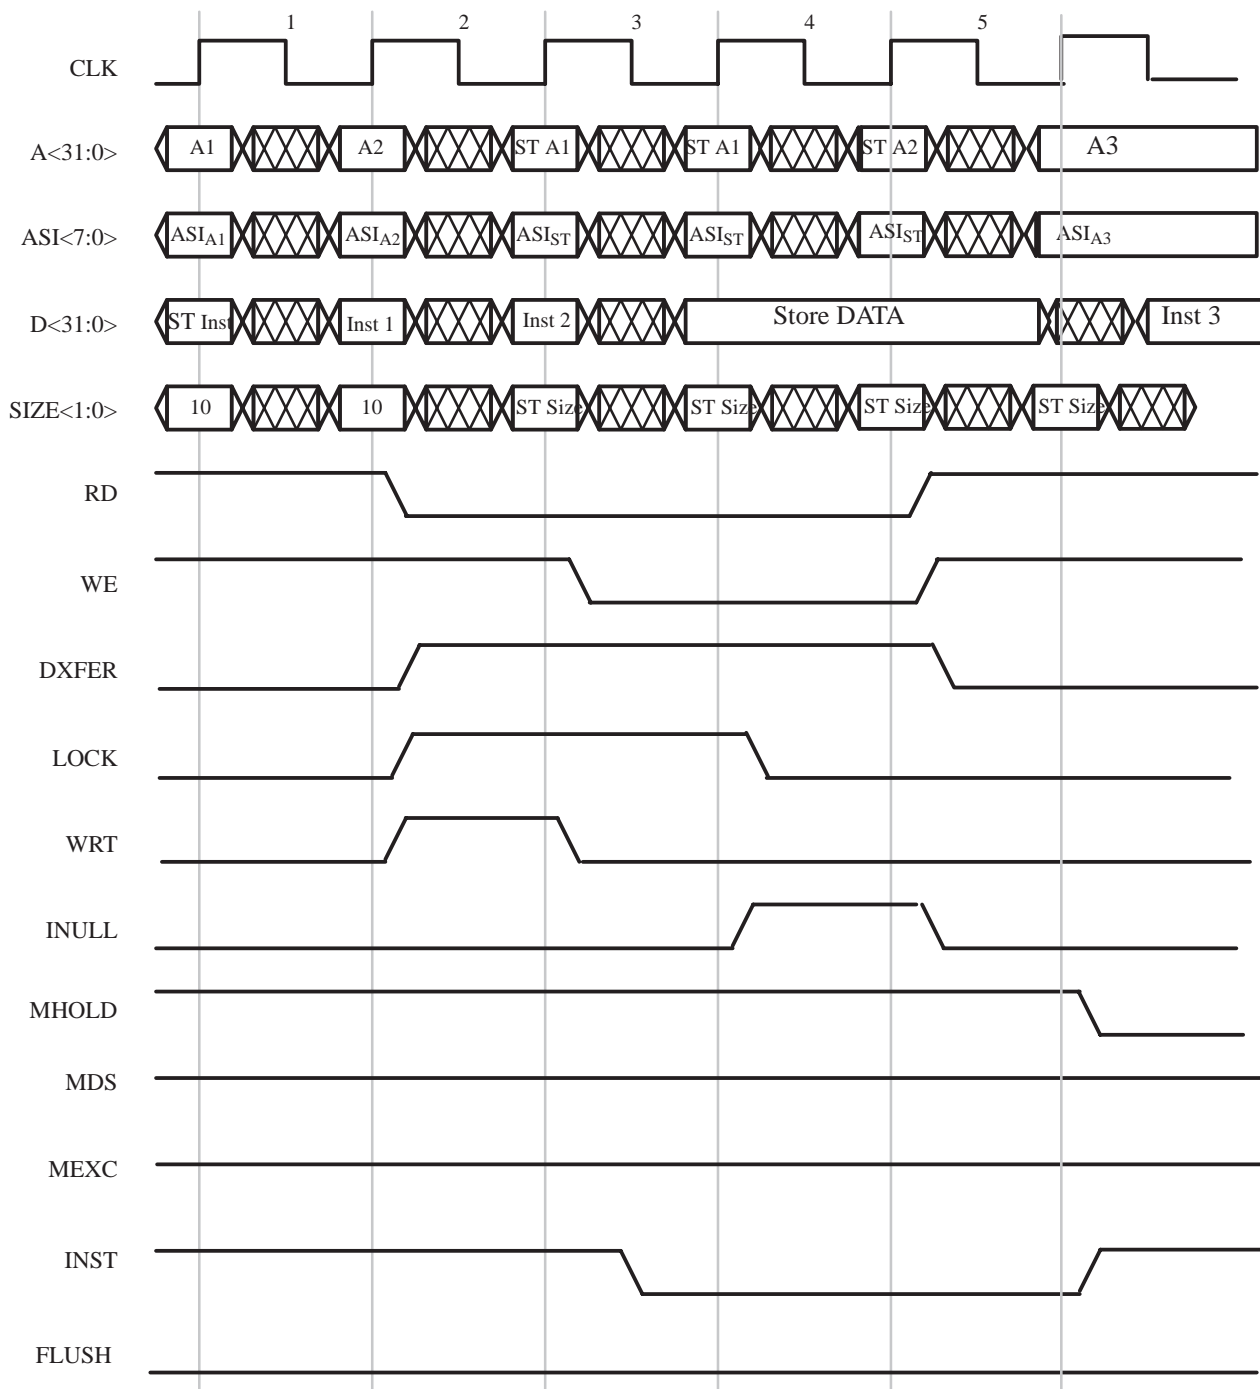 1 2 3 4 5
CLK
A<31:0> A1 A2 ST A1 ST A1 ST A2 A3
ASI<7:0> ASIA1 ASIA2 ASIST ASIST ASIST ASIA3
D<31:0> ST Inst Inst 1 Inst 2 Store DATA Inst 3
SIZE<1:0> 10 10 ST Size ST Size ST Size ST Size
RD
WE
DXFER
LOCK
WRT
INULL
MHOLD
MDS
MEXC
INST
FLUSH